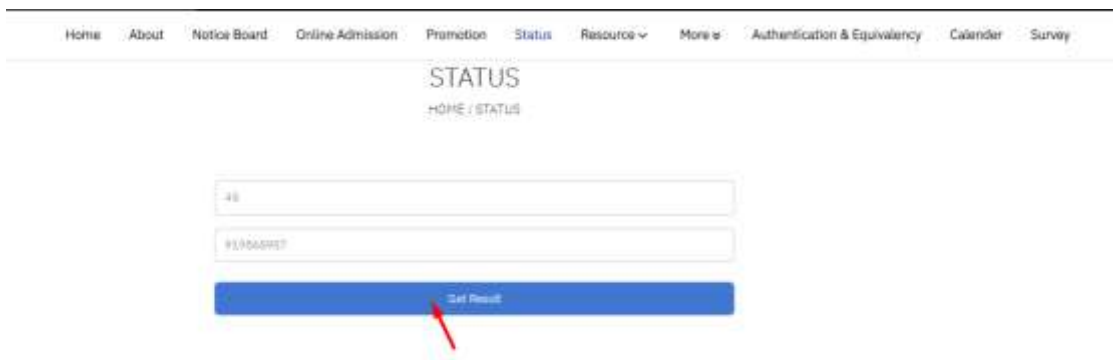 Home About Notice Board Online Admission Promotion Status Resource More Authentication & Equivalency Calender Survey
STATUS
HOME / STATUS
Get Result